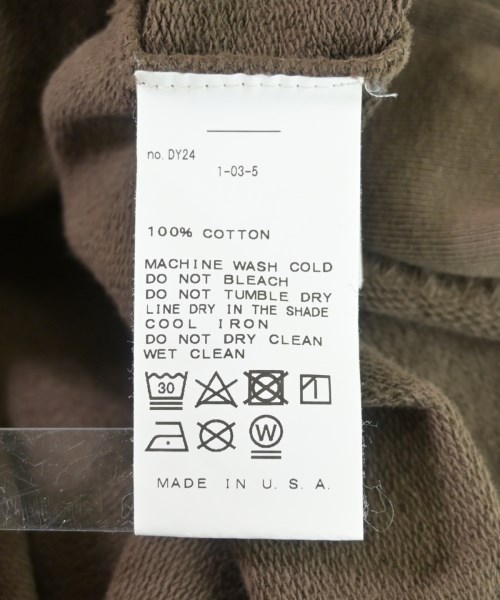 no. DY24
1-03-5
100% COTTON
MACHINE WASH COLD
DO NOT BLEACH
DO NOT TUMBLE DRY
LINE DRY IN THE SHADE
COOL IRON
DO NOT DRY CLEAN
WET CLEAN
30
W
MADE IN U. S. A.